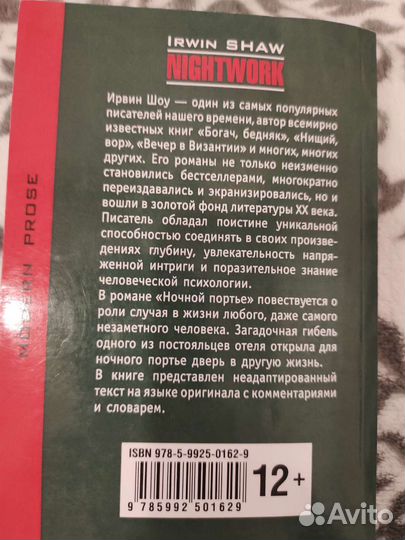 IRWIN SHAW
NIGHTWORK
Ирвин Шоу — один из самых популярных
писателей нашего времени, автор всемирно
известных книг «Богач, бедняк», «Нищий,
вор», «Вечер в Византии» и многих, многих
других. Его романы не только неизменно
становились бестселлерами, многократно
переиздавались и экранизировались, но и
вошли в золотой фонд литературы XX века.
Писатель обладал поистине уникальной
способностью соединять в своих произве-
дениях глубину, увлекательность напря-
женной интриги и поразительное знание
человеческой психологии.
В романе «Ночной портье» повествуется о
роли случая в жизни любого, даже самого
незаметного человека. Загадочная гибель
одного из постояльцев отеля открыла для
ночного портье дверь в другую жизнь.
В книге представлен неадаптированный
текст на языке оригинала с комментариями
и словарем.
MODERN PROSE
ISBN 978-5-9925-0162-9
12+
9 785992 501629
Avito